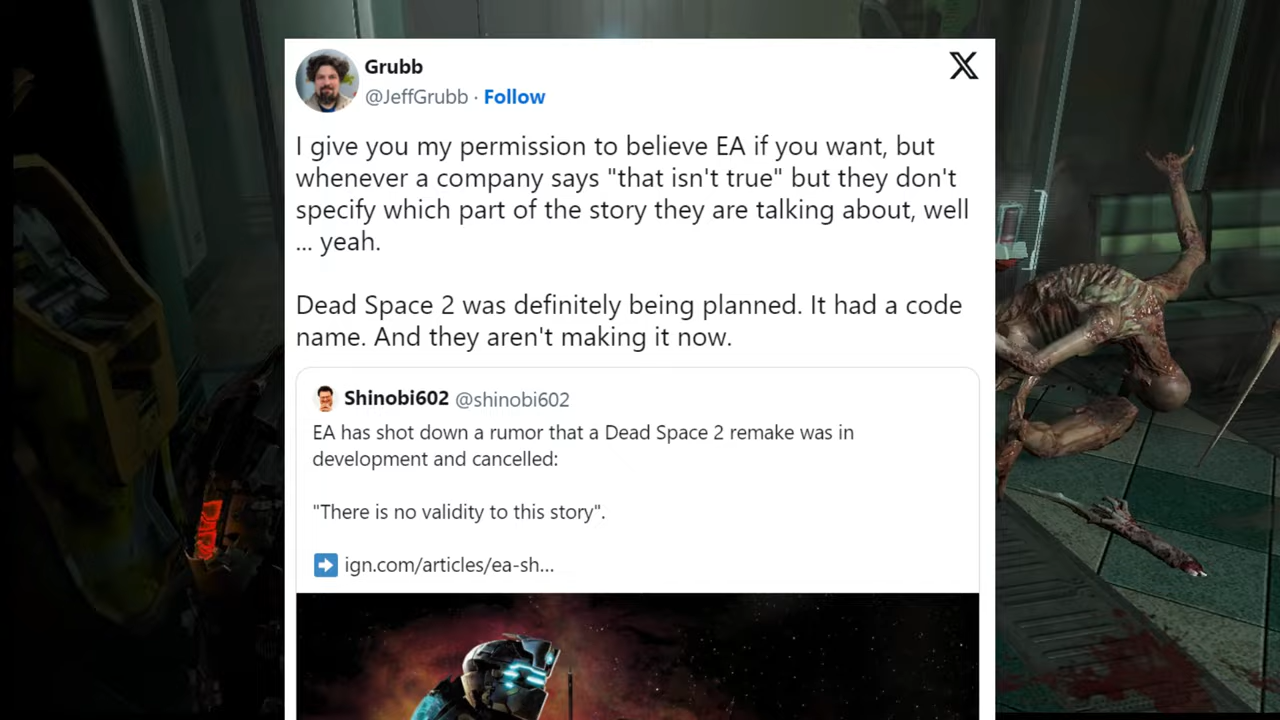 Grubb
@JeffGrubb · Follow
I give you my permission to believe EA if you want, but
whenever a company says "that isn't true" but they don't
specify which part of the story they are talking about, well
... yeah.
Dead Space 2 was definitely being planned. It had a code
name. And they aren't making it now.
Shinobi602 @shinobi602
EA has shot down a rumor that a Dead Space 2 remake was in
development and cancelled:
"There is no validity to this story".
ign.com/articles/ea-sh...